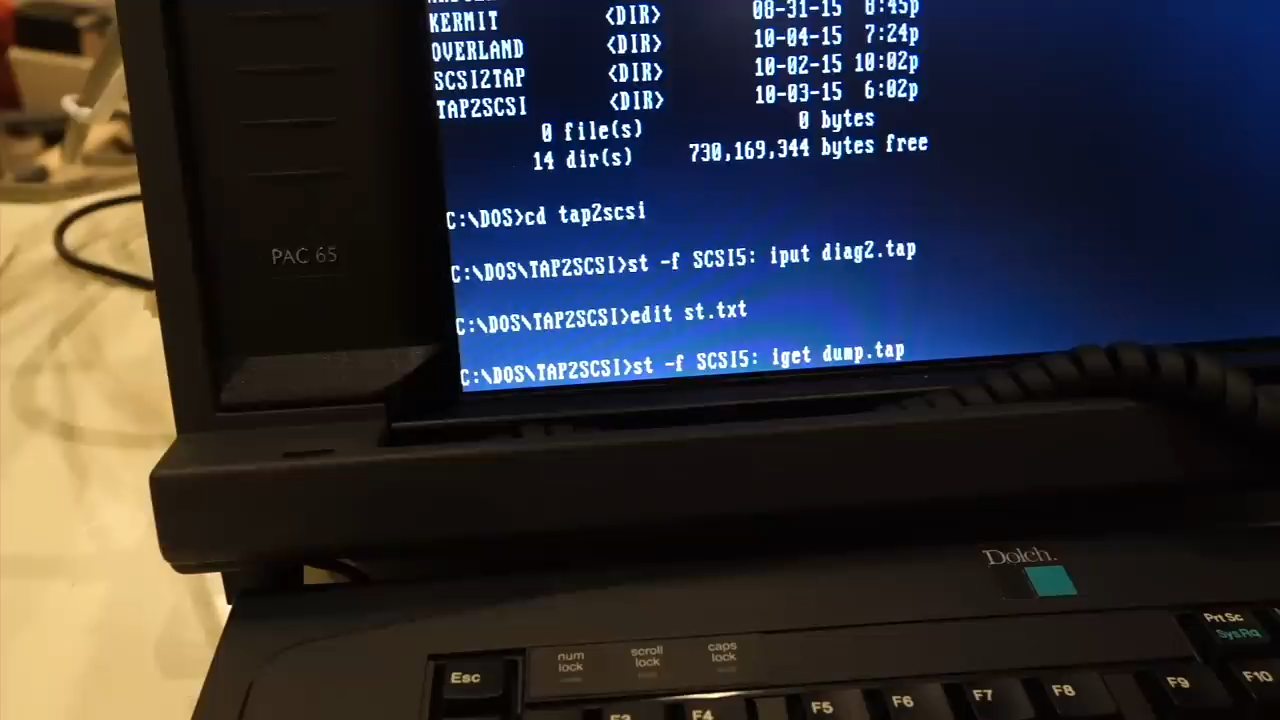 KERMIT <DIR> 08-31-15 8:45p
OVERLAND <DIR> 10-04-15 7:24p
SCSI2TAP <DIR> 10-02-15 10:02p
TAP2SCSI <DIR> 10-03-15 6:02p
0 file(s) 0 bytes
14 dir(s) 730,169,344 bytes free
C:\DOS>cd tap2scsi
C:\DOS\TAP2SCSI>st -f SCSI5: iput diag2.tap
C:\DOS\TAP2SCSI>edit st.txt
C:\DOS\TAP2SCSI>st -f SCSI5: iget dump.tap
PAC 65
Dolch.
num lock
scroll lock
caps lock
Prt Sc
SysRq
Esc
F3
F4
F5
F6
F7
F8
F9
F10